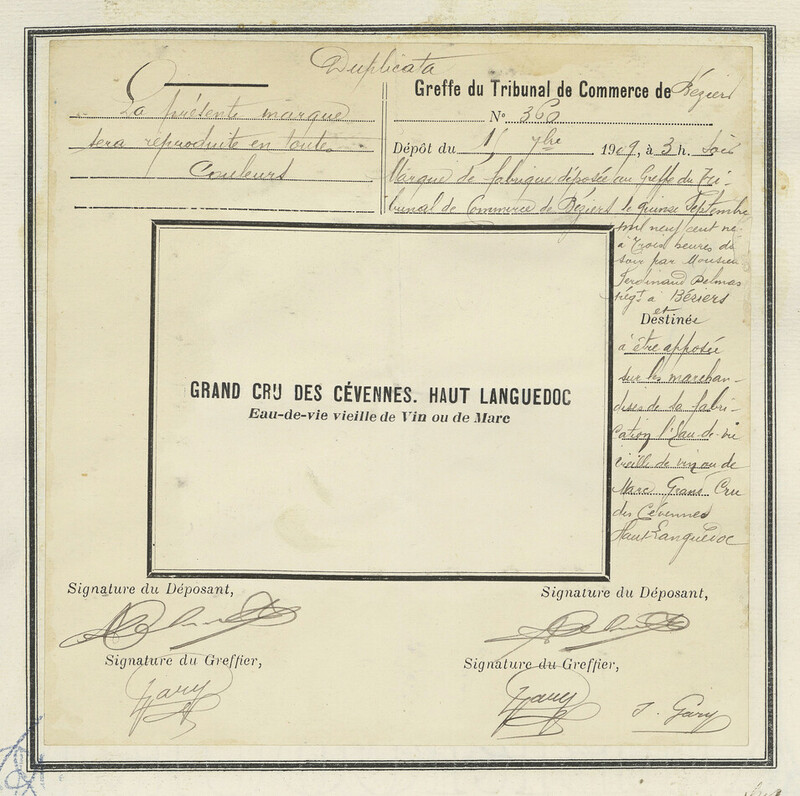 Duplicata
La présente marque
sera reproduite en toutes
Couleurs
Greffe du Tribunal de Commerce de Béziers
No 360
Dépôt du 15 7bre 1909, à 3 h. Soir
Marque de fabrique déposée au Greffe du Tri-
bunal de Commerce de Béziers le quinze Septembre
mil neuf cent neuf
à Trois heures du
soir par Monsieur
Ferdinand Delmas
négt à Béziers
et
Destinée
à être apposée
sur les marchan-
dises de sa fabri-
cation l'Eau-de-vie
vieille de vin ou de
Marc Grand Cru
des Cévennes
Haut-Languedoc
GRAND CRU DES CÉVENNES. HAUT LANGUEDOC
Eau-de-vie vieille de Vin ou de Marc
Signature du Déposant,
Signature du Greffier,
Gary
Signature du Déposant,
Signature du Greffier,
Gary
J. Gary